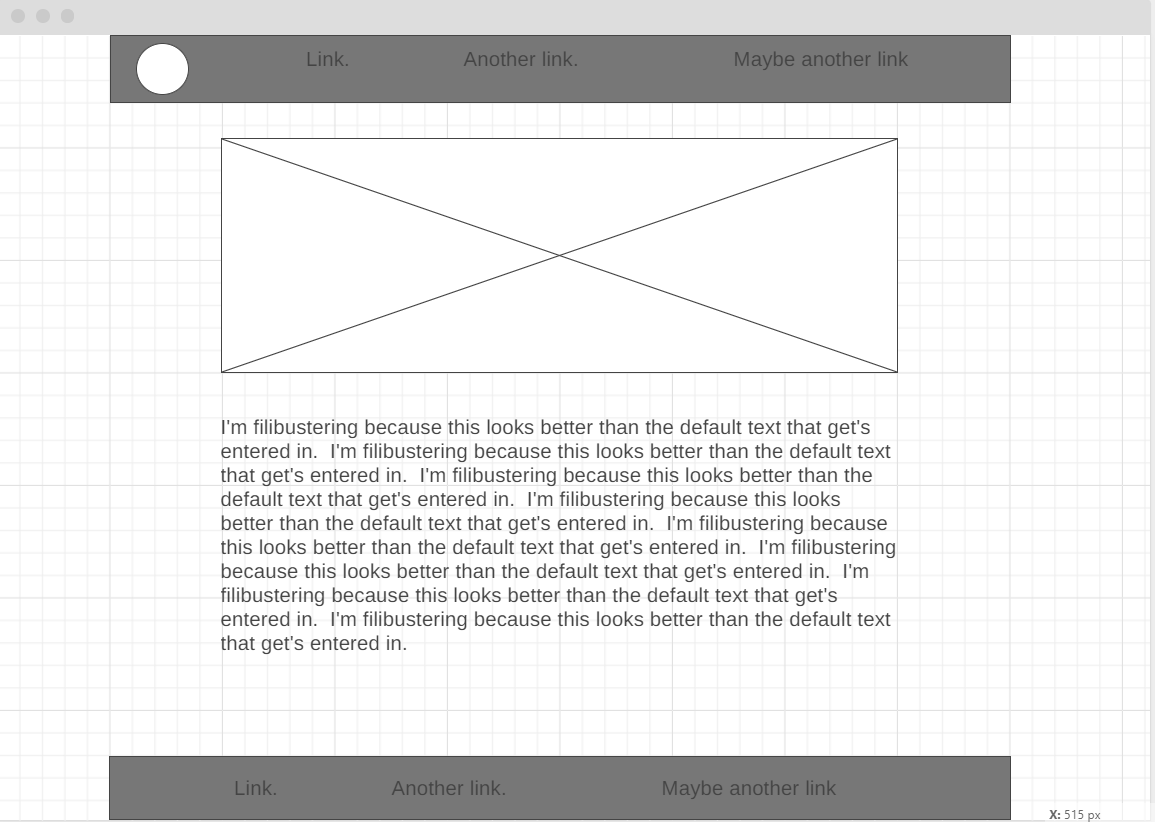 Link. Another link. Maybe another link
I'm filibustering because this looks better than the default text that get's
entered in.  I'm filibustering because this looks better than the default text
that get's entered in.  I'm filibustering because this looks better than the
default text that get's entered in.  I'm filibustering because this looks
better than the default text that get's entered in.  I'm filibustering because
this looks better than the default text that get's entered in.  I'm filibustering
because this looks better than the default text that get's entered in.  I'm
filibustering because this looks better than the default text that get's
entered in.  I'm filibustering because this looks better than the default text
that get's entered in.
Link. Another link. Maybe another link
X: 515 px